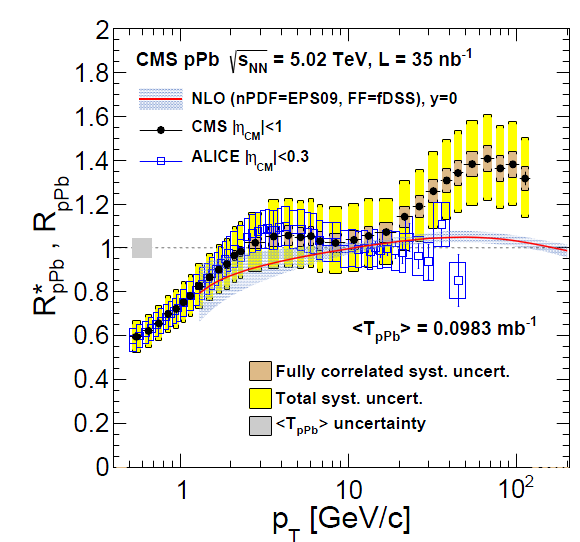 CMS pPb √sNN = 5.02 TeV, L = 35 nb-1
NLO (nPDF=EPS09, FF=fDSS), y=0
CMS |ηCM|<1
ALICE |ηCM|<0.3
R*pPb , RpPb
2
1.8
1.6
1.4
1.2
1
0.8
0.6
0.4
0.2
0
<TpPb> = 0.0983 mb-1
Fully correlated syst. uncert.
Total syst. uncert.
<TpPb> uncertainty
1
10
102
pT [GeV/c]